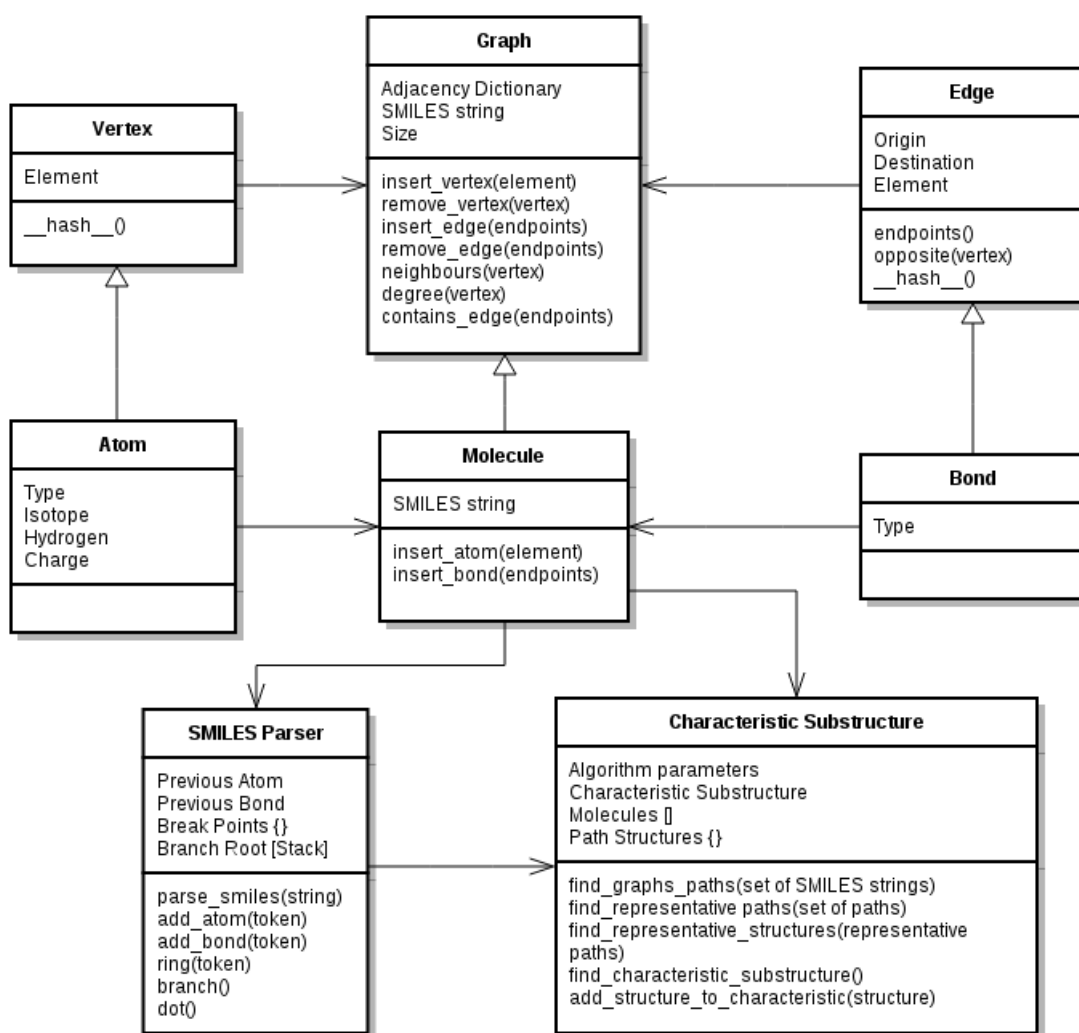 Graph
Adjacency Dictionary
SMILES string
Size
insert_vertex(element)
remove_vertex(vertex)
insert_edge(endpoints)
remove_edge(endpoints)
neighbours(vertex)
degree(vertex)
contains_edge(endpoints)
Vertex
Element
__hash__()
Edge
Origin
Destination
Element
endpoints()
opposite(vertex)
__hash__()
Atom
Type
Isotope
Hydrogen
Charge
Molecule
SMILES string
insert_atom(element)
insert_bond(endpoints)
Bond
Type
SMILES Parser
Previous Atom
Previous Bond
Break Points {}
Branch Root [Stack]
parse_smiles(string)
add_atom(token)
add_bond(token)
ring(token)
branch()
dot()
Characteristic Substructure
Algorithm parameters
Characteristic Substructure
Molecules []
Path Structures {}
find_graphs_paths(set of SMILES strings)
find_representative paths(set of paths)
find_representative_structures(representative
paths)
find_characteristic_substructure()
add_structure_to_characteristic(structure)